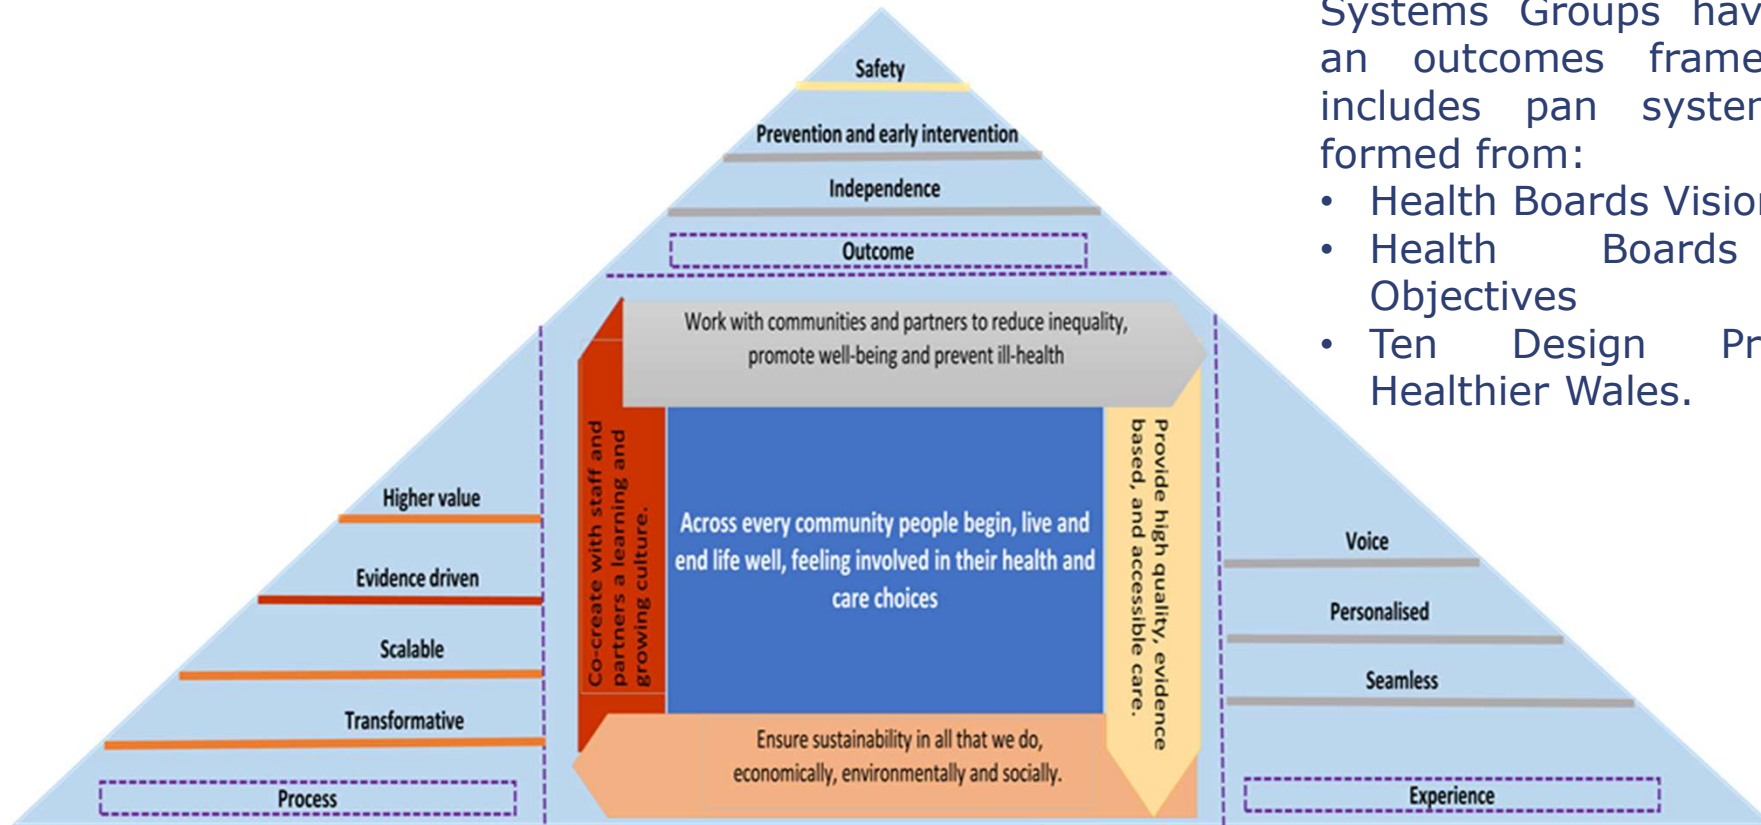 Safety
Prevention and early intervention
Independence
Outcome
Work with communities and partners to reduce inequality,
promote well-being and prevent ill-health
Co-create with staff and
partners a learning and
growing culture.
Across every community people begin, live and
end life well, feeling involved in their health and
care choices
Provide high quality, evidence
based, and accessible care.
Ensure sustainability in all that we do,
economically, environmentally and socially.
Higher value
Evidence driven
Scalable
Transformative
Process
Voice
Personalised
Seamless
Experience
Systems Groups
an outcomes
includes pan
formed from:
• Health Boards
• Health Boards
Objectives
• Ten Design
Healthier Wales.